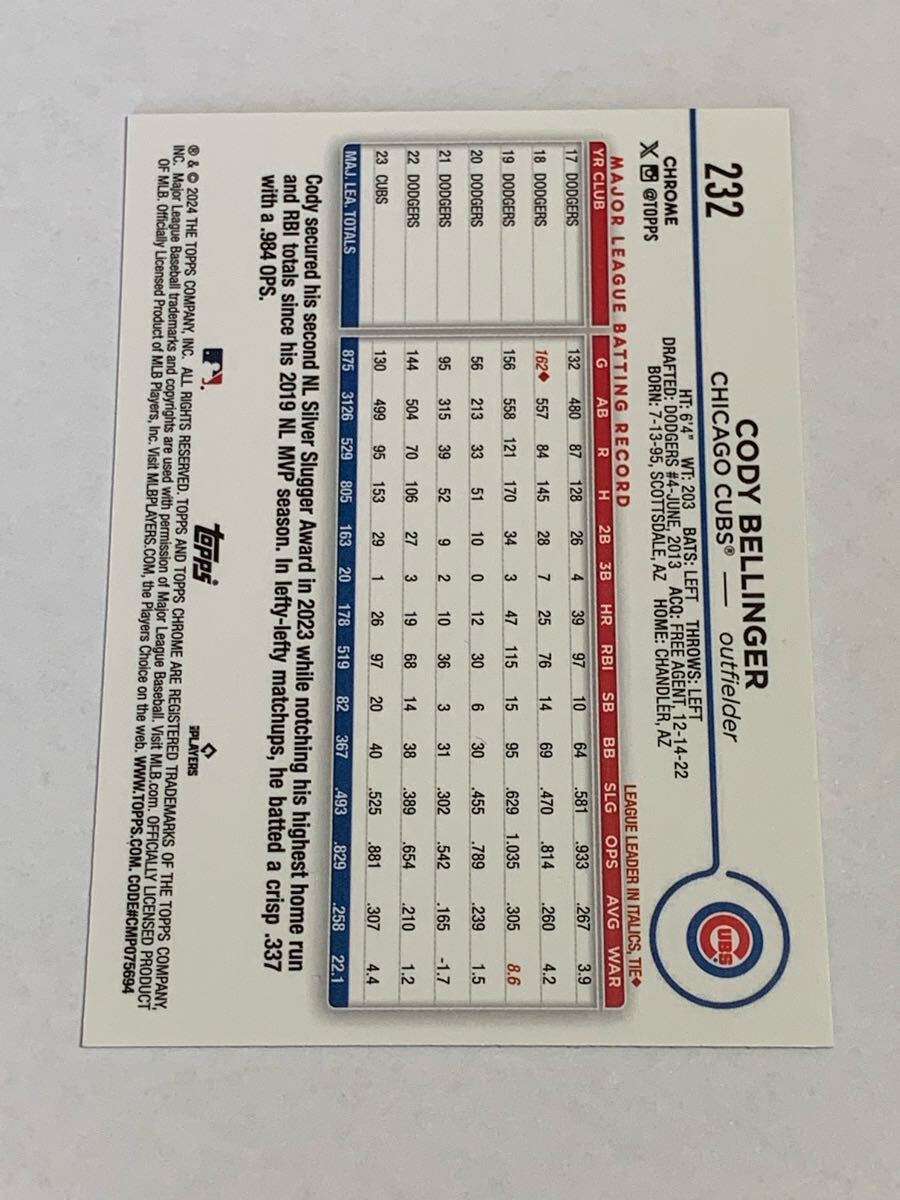 232
CODY BELLINGER
CHICAGO CUBS® — outfielder
CUBS
CHROME
@TOPPS
HT: 6'4" WT: 203 BATS: LEFT THROWS: LEFT
DRAFTED: DODGERS #4-JUNE, 2013 ACQ: FREE AGENT, 12-14-22
BORN: 7-13-95, SCOTTSDALE, AZ HOME: CHANDLER, AZ
MAJOR LEAGUE BATTING RECORD LEAGUE LEADER IN ITALICS, TIE♦
YR CLUB G AB R H 2B 3B HR RBI SB BB SLG OPS AVG WAR
17 DODGERS 132 480 87 128 26 4 39 97 10 64 .581 .933 .267 3.9
18 DODGERS 162♦ 557 84 145 28 7 25 76 14 69 .470 .814 .260 4.2
19 DODGERS 156 558 121 170 34 3 47 115 15 95 .629 1.035 .305 8.6
20 DODGERS 56 213 33 51 10 0 12 30 6 30 .455 .789 .239 1.5
21 DODGERS 95 315 39 52 9 2 10 36 3 31 .302 .542 .165 -1.7
22 DODGERS 144 504 70 106 27 3 19 68 14 38 .389 .654 .210 1.2
23 CUBS 130 499 95 153 29 1 26 97 20 40 .525 .881 .307 4.4
MAJ. LEA. TOTALS 875 3126 529 805 163 20 178 519 82 367 .493 .829 .258 22.1
Cody secured his second NL Silver Slugger Award in 2023 while notching his highest home run
and RBI totals since his 2019 NL MVP season. In lefty-lefty matchups, he batted a crisp .337
with a .984 OPS.
topps
PLAYERS
® & © 2024 THE TOPPS COMPANY, INC. ALL RIGHTS RESERVED. TOPPS AND TOPPS CHROME ARE REGISTERED TRADEMARKS OF THE TOPPS COMPANY,
INC. Major League Baseball trademarks and copyrights are used with permission of Major League Baseball. Visit MLB.com. OFFICIALLY LICENSED PRODUCT
OF MLB. Officially Licensed Product of MLB Players, Inc. Visit MLBPLAYERS.COM, the Players Choice on the web. WWW.TOPPS.COM. CODE#CMP075694